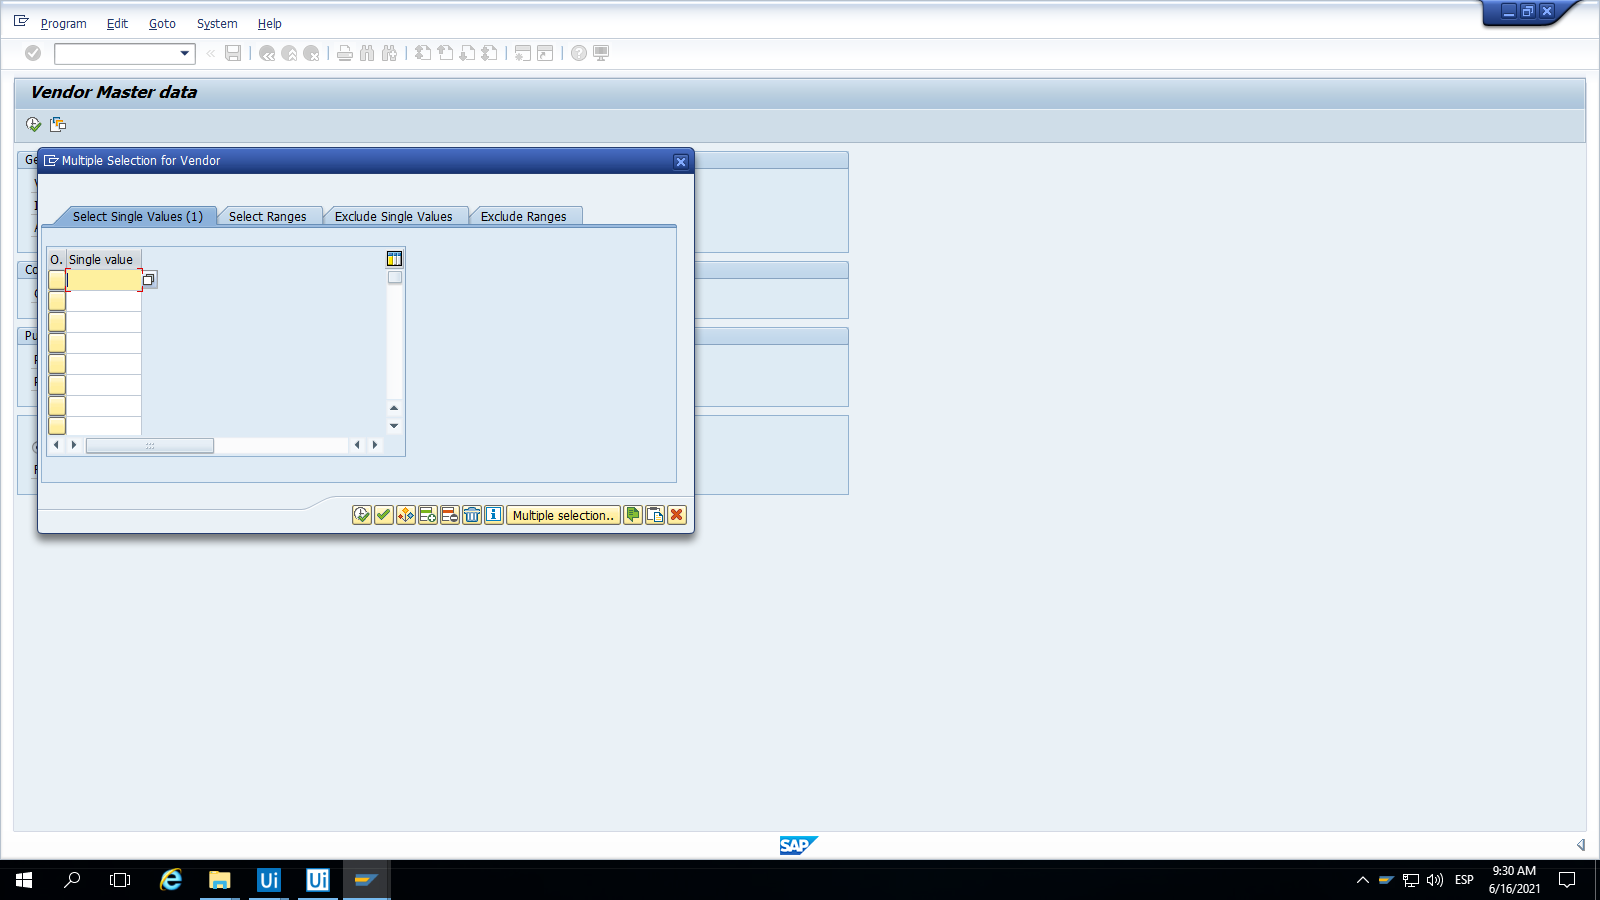 Program Edit Goto System Help
Vendor Master data
Ge
Multiple Selection for Vendor
Select Single Values (1) Select Ranges Exclude Single Values Exclude Ranges
O. Single value
Co
Pu
Multiple selection..
SAP
Ui Ui
ESP
9:30 AM
6/16/2021